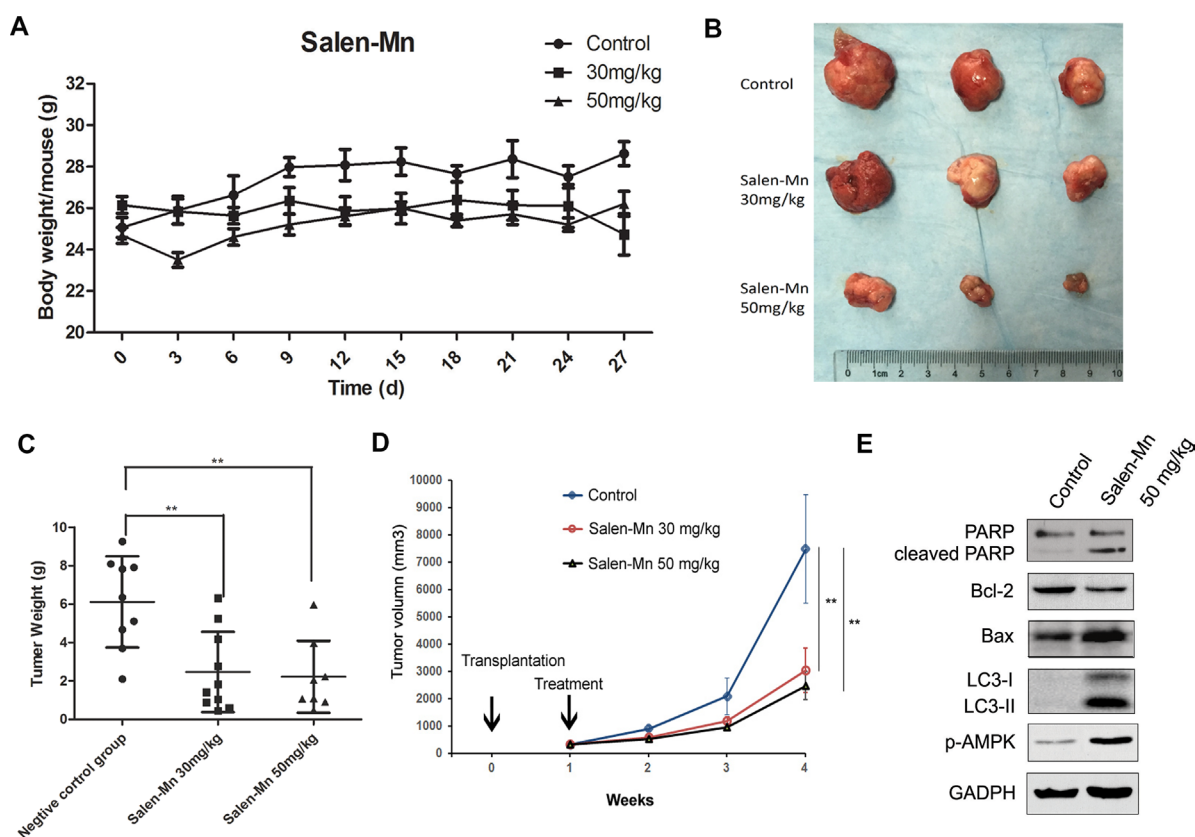 A
Salen-Mn
Control
30mg/kg
50mg/kg
Body weight/mouse (g)
32
30
28
26
24
22
20
0 3 6 9 12 15 18 21 24 27
Time (d)
B
Control
Salen-Mn
30mg/kg
Salen-Mn
50mg/kg
0 1cm 2 3 4 5 6 7 8 9 10
C
**
**
Tumer Weight (g)
10
8
6
4
2
0
Negtive control group
Salen-Mn 30mg/kg
Salen-Mn 50mg/kg
D
Tumor volumn (mm3)
10000
9000
8000
7000
6000
5000
4000
3000
2000
1000
0
Control
Salen-Mn 30 mg/kg
Salen-Mn 50 mg/kg
Transplantation
Treatment
**
**
0 1 2 3 4
Weeks
E
Control
Salen-Mn
50 mg/kg
PARP
cleaved PARP
Bcl-2
Bax
LC3-I
LC3-II
p-AMPK
GADPH